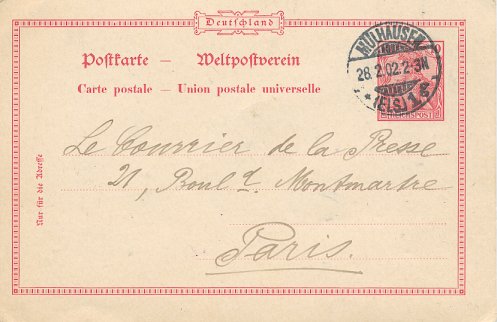 Deutschland
Postkarte – Weltpostverein
Carte postale – Union postale universelle
MÜLHAUSEN
28.2.02.2-3N
* (ELS) 1 g
REICHSPOST
Le Courrier de la Presse
21, Boul d. Montmartre
Paris.
Nur für die Adresse